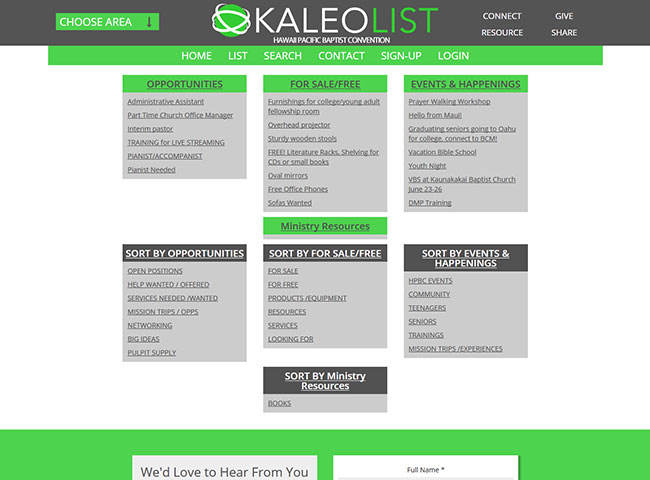 CHOOSE AREA
KALEOLIST
HAWAII PACIFIC BAPTIST CONVENTION
CONNECT GIVE
RESOURCE SHARE
HOME LIST SEARCH CONTACT SIGN-UP LOGIN
OPPORTUNITIES
Administrative Assistant
Part Time Church Office Manager
Interim pastor
TRAINING for LIVE STREAMING
PIANIST/ACCOMPANIST
Pianist Needed
FOR SALE/FREE
Furnishings for college/young adult
fellowship room
Overhead projector
Sturdy wooden stools
FREE! Literature Racks, Shelving for
CDs or small books
Oval mirrors
Free Office Phones
Sofas Wanted
EVENTS & HAPPENINGS
Prayer Walking Workshop
Hello from Maui!
Graduating seniors going to Oahu
for college, connect to BCM!
Vacation Bible School
Youth Night
VBS at Kaunakakai Baptist Church
June 23-26
DMP Training
Ministry Resources
SORT BY OPPORTUNITIES
OPEN POSITIONS
HELP WANTED / OFFERED
SERVICES NEEDED /WANTED
MISSION TRIPS / OPPS
NETWORKING
BIG IDEAS
PULPIT SUPPLY
SORT BY FOR SALE/FREE
FOR SALE
FOR FREE
PRODUCTS /EQUIPMENT
RESOURCES
SERVICES
LOOKING FOR
SORT BY EVENTS &
HAPPENINGS
HPBC EVENTS
COMMUNITY
TEENAGERS
SENIORS
TRAININGS
MISSION TRIPS /EXPERIENCES
SORT BY Ministry
Resources
BOOKS
We'd Love to Hear From You
Full Name *